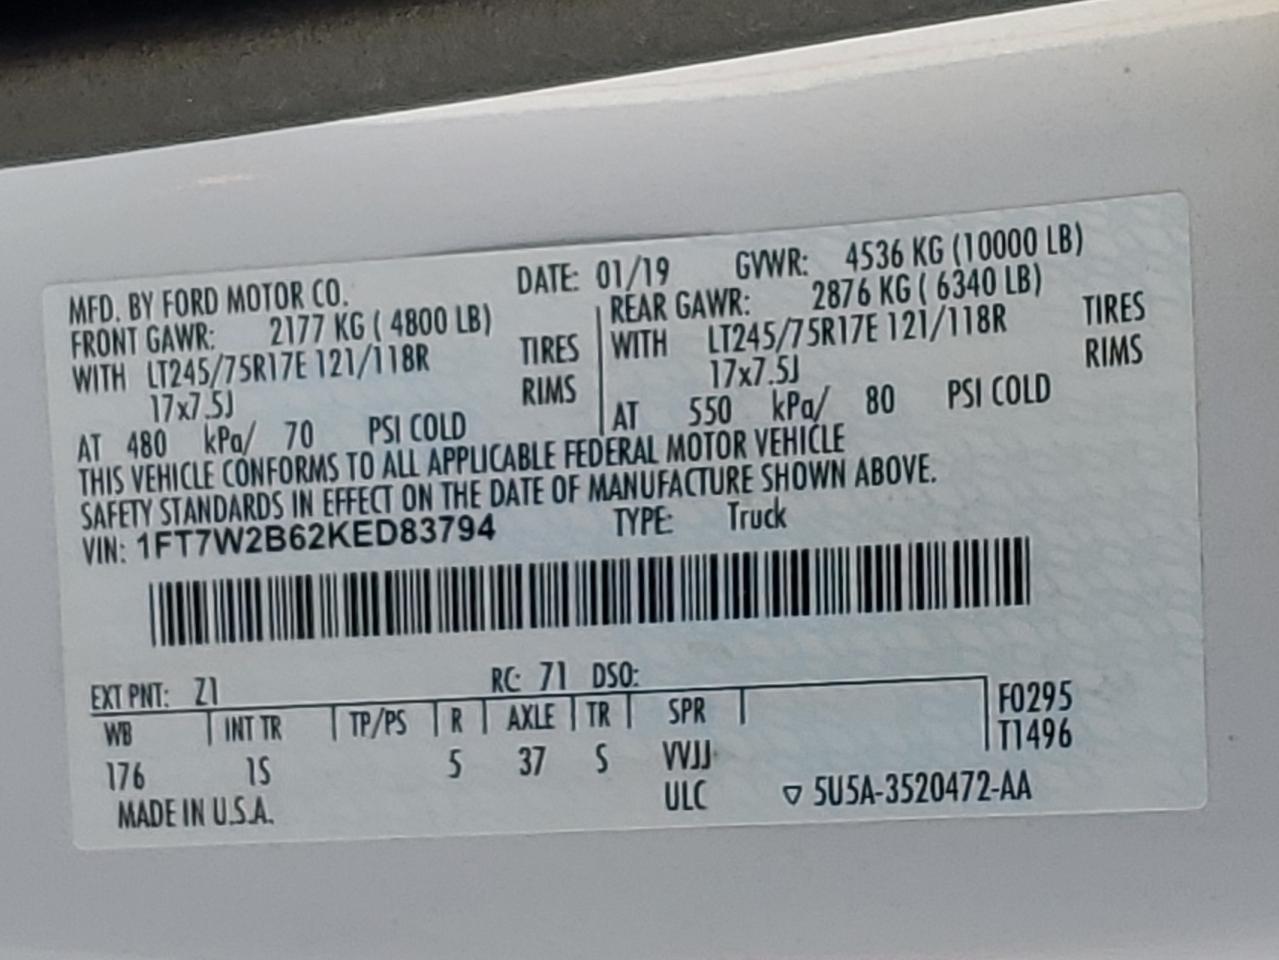 MFD. BY FORD MOTOR CO. DATE: 01/19 GVWR: 4536 KG (10000 LB)
FRONT GAWR: 2177 KG ( 4800 LB) REAR GAWR: 2876 KG ( 6340 LB)
WITH LT245/75R17E 121/118R TIRES WITH LT245/75R17E 121/118R TIRES
17x7.5J RIMS 17x7.5J RIMS
AT 480 kPa/ 70 PSI COLD AT 550 kPa/ 80 PSI COLD
THIS VEHICLE CONFORMS TO ALL APPLICABLE FEDERAL MOTOR VEHICLE
SAFETY STANDARDS IN EFFECT ON THE DATE OF MANUFACTURE SHOWN ABOVE.
VIN: 1FT7W2B62KED83794 TYPE: Truck
EXT PNT: Z1 RC: 71 DSO:
WB INT TR TP/PS R AXLE TR SPR F0295
176 1S 5 37 S VVJJ T1496
ULC ▽ 5U5A-3520472-AA
MADE IN U.S.A.